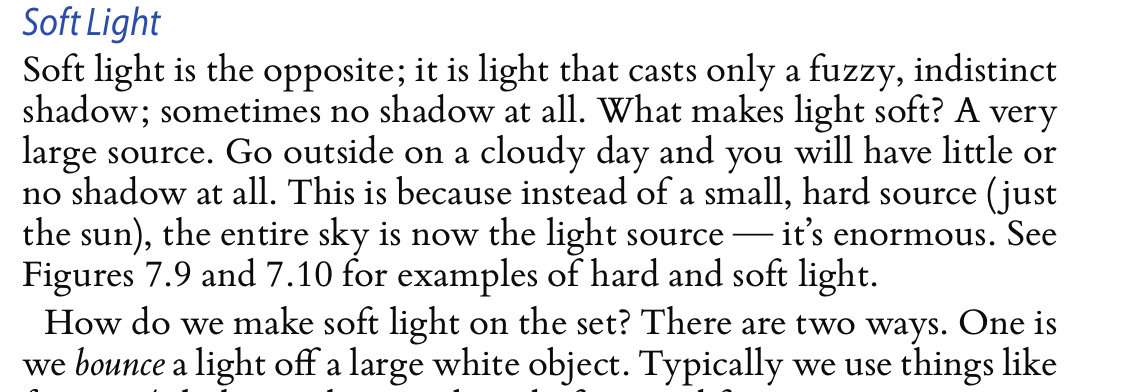 Soft Light
Soft light is the opposite; it is light that casts only a fuzzy, indistinct
shadow; sometimes no shadow at all. What makes light soft? A very
large source. Go outside on a cloudy day and you will have little or
no shadow at all. This is because instead of a small, hard source (just
the sun), the entire sky is now the light source — it’s enormous. See
Figures 7.9 and 7.10 for examples of hard and soft light.
How do we make soft light on the set? There are two ways. One is
we bounce a light off a large white object. Typically we use things like